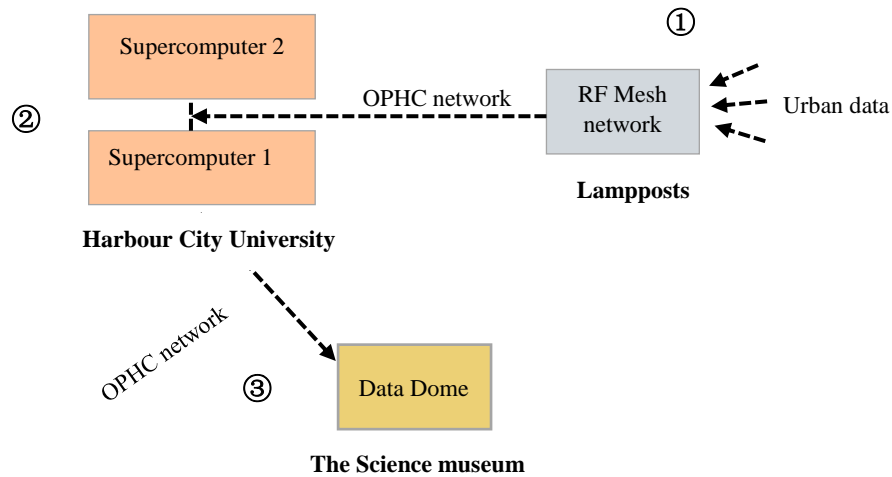 ①
Supercomputer 2
OPHC network
RF Mesh
network
Urban data
②
Supercomputer 1
Lampposts
Harbour City University
OPHC network
③
Data Dome
The Science museum